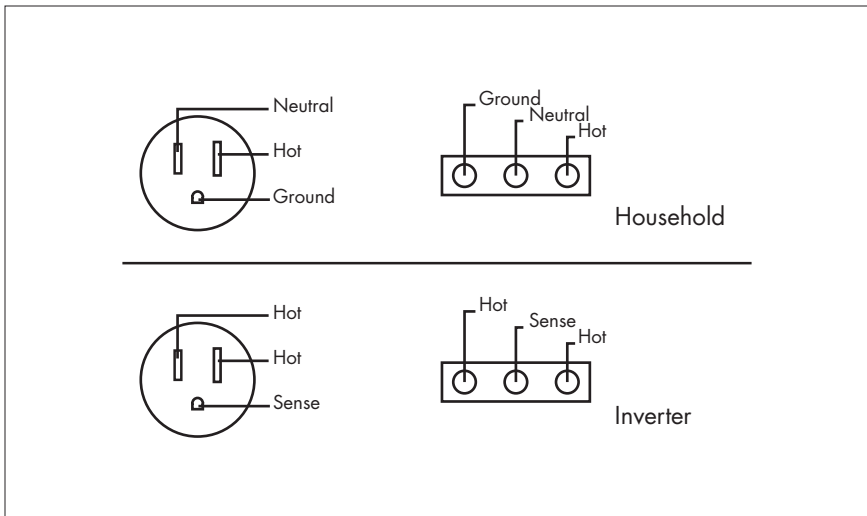 Neutral
Hot
Ground
Ground
Neutral
Hot
Household
Hot
Hot
Sense
Hot
Sense
Hot
Inverter